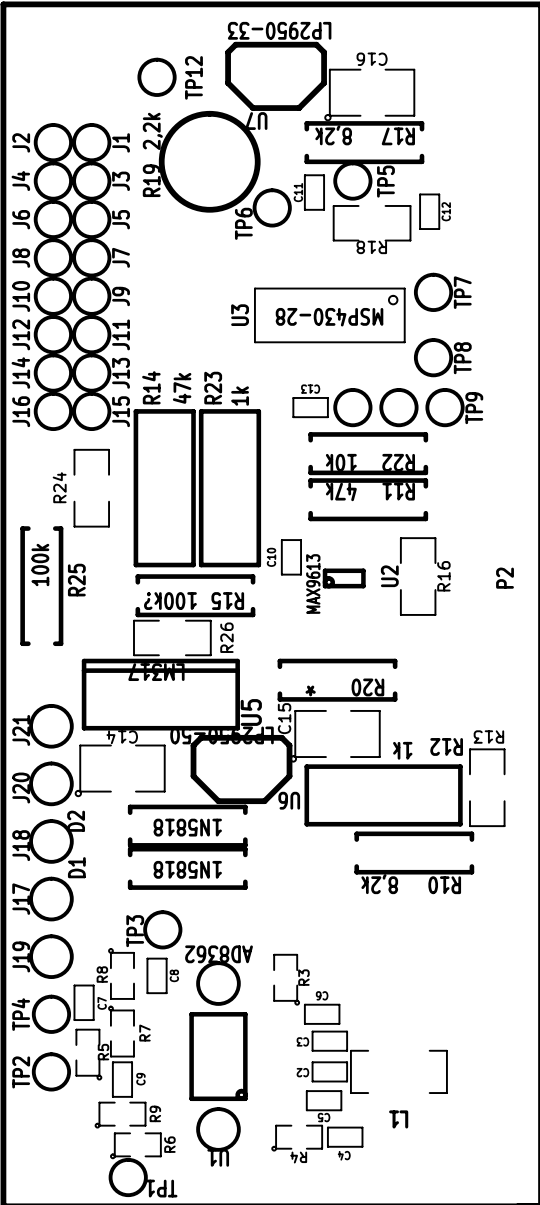 LP2950-33
C16
TP12
U7
2,2k
R19
8,2k
R17
J2
J1
J4
J3
J6
J5
J8
J7
J10
J9
J12
J11
J14
J13
J16
J15
C11
TP5
C12
TP6
R18
TP7
U3
MSP430-28
TP8
R14
47k
R23
1k
C13
TP9
10k
R22
47k
R11
R24
100k
R25
C10
MAX9613
U2
R16
P2
R15
100k?
R26
LM317
U5
*
R20
C15
LP2950-50
C14
J21
J20
1k
R12
R13
U6
D2
J18
D1
1N5818
1N5818
8,2k
R10
J17
TP3
AD8362
J19
R8
C8
R3
C7
C6
TP4
R7
C3
R5
TP2
C9
C2
C5
R9
R6
L1
U1
R4
C4
TP1